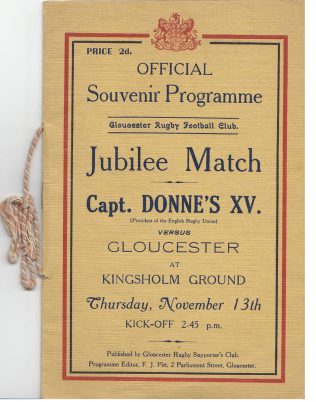 PRICE 2d.
OFFICIAL
Souvenir Programme
Gloucester Rugby Football Club.
Jubilee Match
Capt. DONNE'S XV.
(President of the English Rugby Union)
VERSUS
GLOUCESTER
AT
KINGSHOLM GROUND
Thursday, November 13th
KICK-OFF 2-45 p.m.
Published by Gloucester Rugby Supporter's Club.
Programme Editor, F. J. Pitt, 2 Parliament Street, Gloucester.